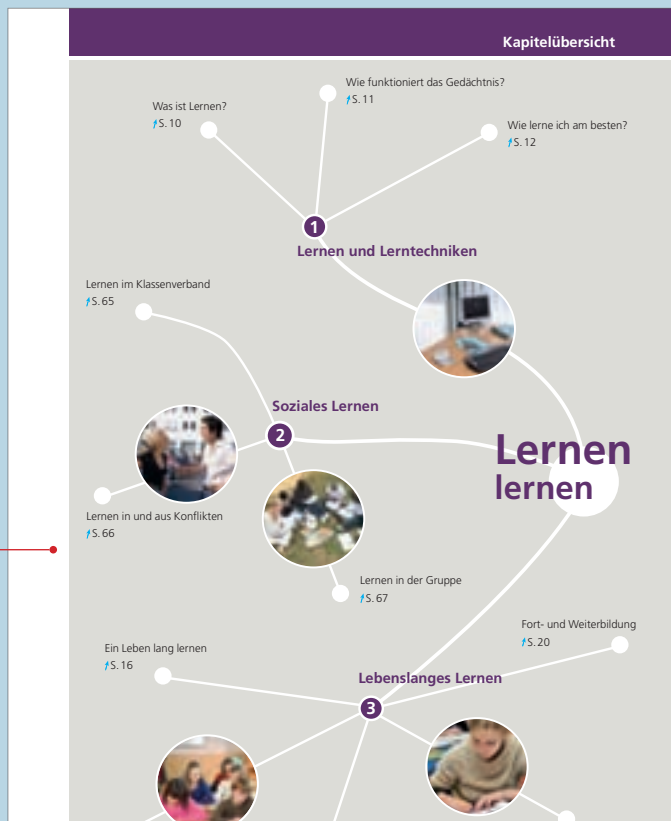 Kapitelübersicht
Wie funktioniert das Gedächtnis?
S. 11
Was ist Lernen?
S. 10
Wie lerne ich am besten?
S. 12
1
Lernen und Lerntechniken
Lernen im Klassenverband
S. 65
Soziales Lernen
2
Lernen
lernen
Lernen in und aus Konflikten
S. 66
Lernen in der Gruppe
S. 67
Fort- und Weiterbildung
S. 20
Ein Leben lang lernen
S. 16
Lebenslanges Lernen
3